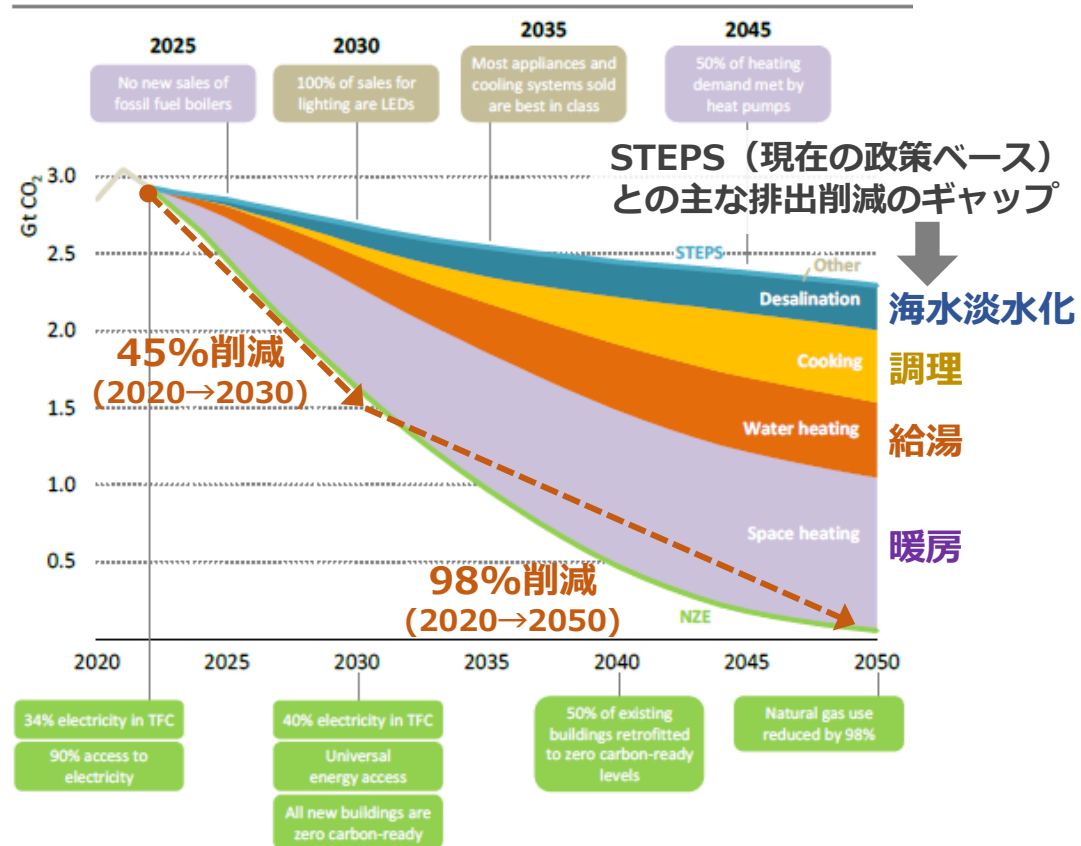 2025
2030
2035
2045
No new sales of
fossil fuel boilers
100% of sales for
lighting are LEDs
Most appliances and
cooling systems sold
are best in class
50% of heating
demand met by
heat pumps
STEPS（現在の政策ベース）
との主な排出削減のギャップ
Gt CO₂
3.0
2.5
2.0
1.5
1.0
0.5
STEPS
Other
Desalination
海水淡水化
Cooking
調理
Water heating
給湯
Space heating
暖房
45%削減
(2020→2030)
98%削減
(2020→2050)
NZE
2020
2025
2030
2035
2040
2045
2050
34% electricity in TFC
90% access to
electricity
40% electricity in TFC
Universal
energy access
All new buildings are
zero carbon-ready
50% of existing
buildings retrofitted
to zero carbon-ready
levels
Natural gas use
reduced by 98%